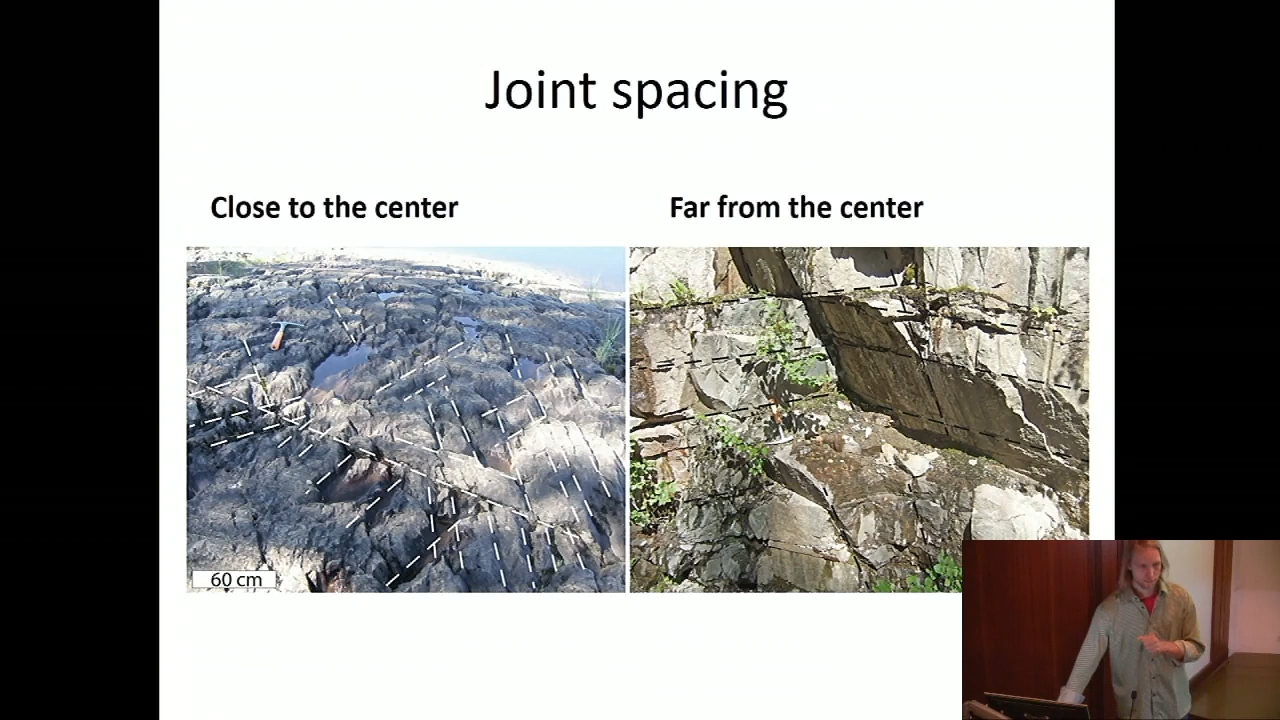 Joint spacing
Close to the center
Far from the center
60 cm